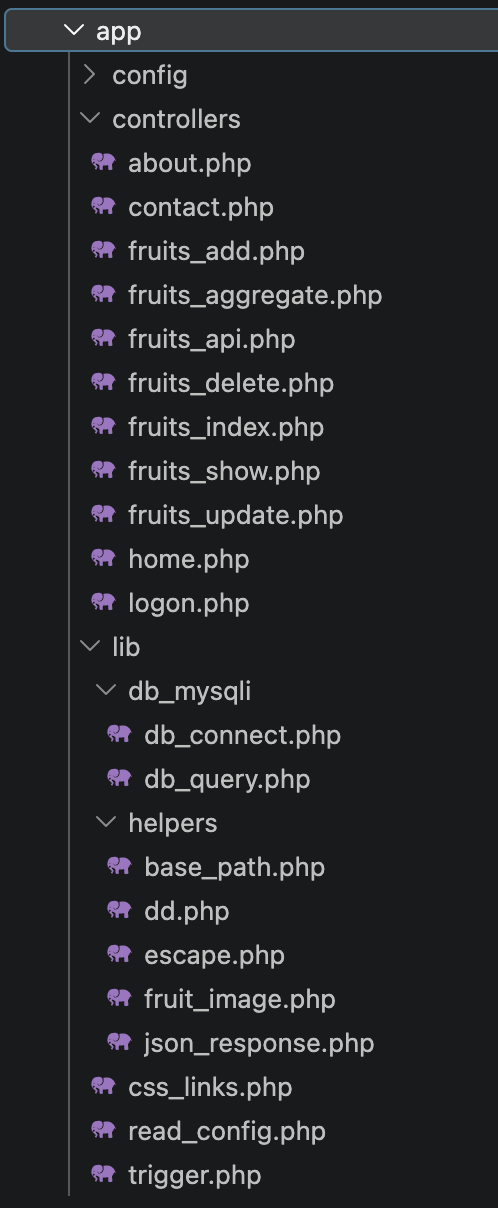 app
config
controllers
about.php
contact.php
fruits_add.php
fruits_aggregate.php
fruits_api.php
fruits_delete.php
fruits_index.php
fruits_show.php
fruits_update.php
home.php
logon.php
lib
db_mysqli
db_connect.php
db_query.php
helpers
base_path.php
dd.php
escape.php
fruit_image.php
json_response.php
css_links.php
read_config.php
trigger.php